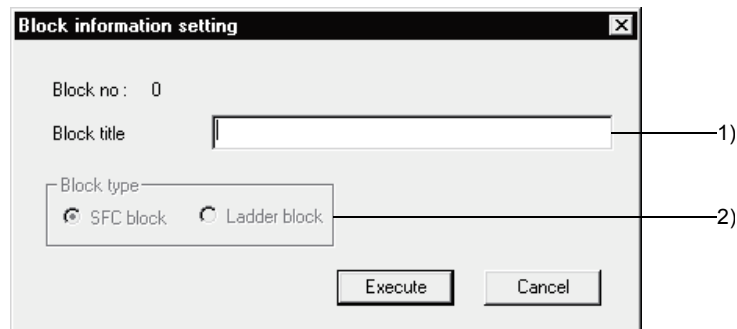 Block information setting
Block no : 0
Block title
1)
Block type
SFC block Ladder block
2)
Execute Cancel